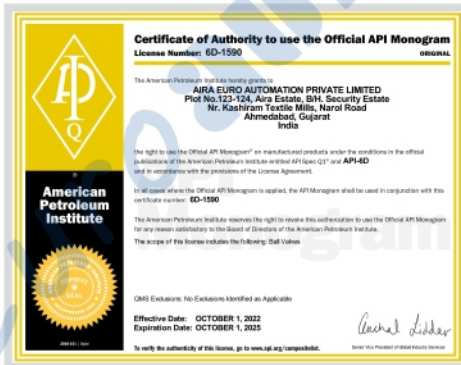 Certificate of Authority to use the Official API Monogram
License Number: 6D-1590
ORIGINAL
The American Petroleum Institute hereby grants to
AIRA EURO AUTOMATION PRIVATE LIMITED
Plot No.123-124, Aira Estate, B/H. Security Estate
Nr. Kashiram Textile Mills, Narol Road
Ahmedabad, Gujarat
India
the right to use the Official API Monogram® on manufactured products under the conditions in the official
publications of the American Petroleum Institute entitled API Spec Q1® and API-6D
and in accordance with the provisions of the License Agreement.
In all cases where the Official API Monogram is applied, the API Monogram shall be used in conjunction with this
certificate number: 6D-1590
The American Petroleum Institute reserves the right to revoke this authorization to use the Official API Monogram
for any reason satisfactory to the Board of Directors of the American Petroleum Institute.
The scope of this license includes the following: Ball Valves
QMS Exclusions: No Exclusions Identified as Applicable
Effective Date: OCTOBER 1, 2022
Expiration Date: OCTOBER 1, 2025
To verify the authenticity of this license, go to www.api.org/compositelist.
Senior Vice President of Global Industry Services
API
Q
American
Petroleum
Institute
SEAL